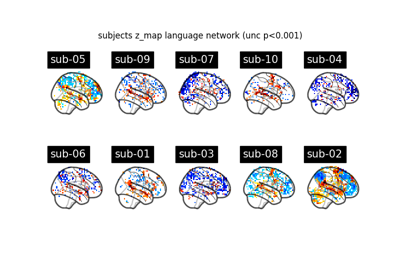 subjects z_map language network (unc p<0.001)
sub-05 sub-09 sub-07 sub-10 sub-04
sub-06 sub-01 sub-03 sub-08 sub-02